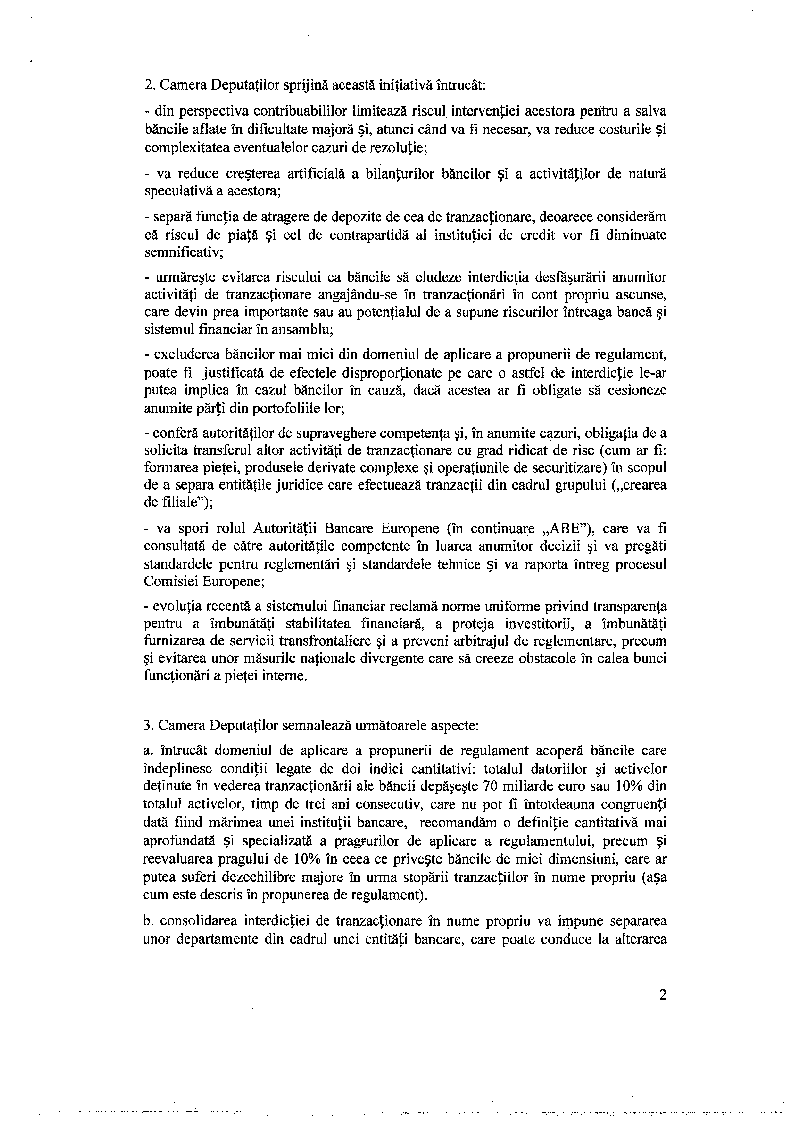 2. Camera Deputaților sprijină această inițiativă întrucât:
- din perspectiva contribuabililor limitează riscul intervenției acestora pentru a salva
băncile aflate în dificultate majoră și, atunci când va fi necesar, va reduce costurile și
complexitatea eventualelor cazuri de rezoluție;
- va reduce creșterea artificială a bilanțurilor băncilor și a activităților de natură
speculativă a acestora;
- separă funcția de atragere de depozite de cea de tranzacționare, deoarece considerăm
că riscul de piață și cel de contrapartidă al instituției de credit vor fi diminuate
semnificativ;
- urmărește evitarea riscului ca băncile să eludeze interdicția desfășurării anumitor
activități de tranzacționare angajându-se în tranzacționări în cont propriu ascunse,
care devin prea importante sau au potențialul de a supune riscurilor întreaga bancă și
sistemul financiar în ansamblu;
- excluderea băncilor mai mici din domeniul de aplicare a propunerii de regulament,
poate fi justificată de efectele disproporționate pe care o astfel de interdicție le-ar
putea implica în cazul băncilor în cauză, dacă acestea ar fi obligate să cesioneze
anumite părți din portofoliile lor;
- conferă autorităților de supraveghere competența și, în anumite cazuri, obligația de a
solicita transferul altor activități de tranzacționare cu grad ridicat de risc (cum ar fi:
formarea pieței, produsele derivate complexe și operațiunile de securitizare) în scopul
de a separa entitățile juridice care efectuează tranzacții din cadrul grupului („crearea
de filiale”);
- va spori rolul Autorității Bancare Europene (în continuare „ABE”), care va fi
consultată de către autoritățile competente în luarea anumitor decizii și va pregăti
standardele pentru reglementări și standardele tehnice și va raporta întreg procesul
Comisiei Europene;
- evoluția recentă a sistemului financiar reclamă norme uniforme privind transparența
pentru a îmbunătăți stabilitatea financiară, a proteja investitorii, a îmbunătăți
furnizarea de servicii transfrontaliere și a preveni arbitrajul de reglementare, precum
și evitarea unor măsurile naționale divergente care să creeze obstacole în calea bunei
funcționări a pieței interne.
3. Camera Deputaților semnalează următoarele aspecte:
a. întrucât domeniul de aplicare a propunerii de regulament acoperă băncile care
îndeplinesc condiții legate de doi indici cantitativi: totalul datoriilor și activelor
deținute în vederea tranzacționării ale băncii depășește 70 miliarde euro sau 10% din
totalul activelor, timp de trei ani consecutiv, care nu pot fi întotdeauna congruenți
dată fiind mărimea unei instituții bancare, recomandăm o definiție cantitativă mai
aprofundată și specializată a pragurilor de aplicare a regulamentului, precum și
reevaluarea pragului de 10% în ceea ce privește băncile de mici dimensiuni, care ar
putea suferi dezechilibre majore în urma stopării tranzacțiilor în nume propriu (așa
cum este descris în propunerea de regulament).
b. consolidarea interdicției de tranzacționare în nume propriu va impune separarea
unor departamente din cadrul unei entități bancare, care poate conduce la alterarea
2